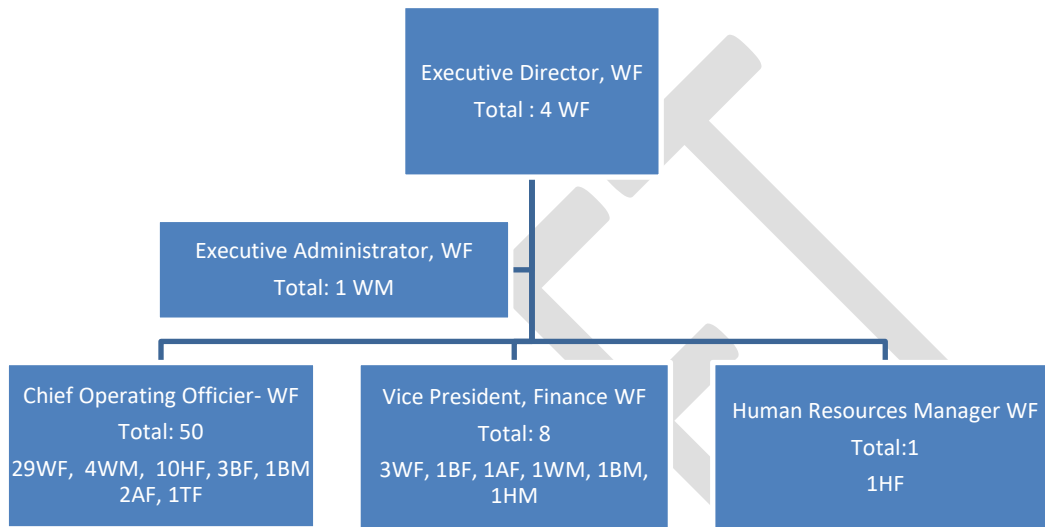 Executive Director, WF
Total : 4 WF
Executive Administrator, WF
Total: 1 WM
Chief Operating Officier- WF
Total: 50
29WF, 4WM, 10HF, 3BF, 1BM
2AF, 1TF
Vice President, Finance WF
Total: 8
3WF, 1BF, 1AF, 1WM, 1BM,
1HM
Human Resources Manager WF
Total:1
1HF